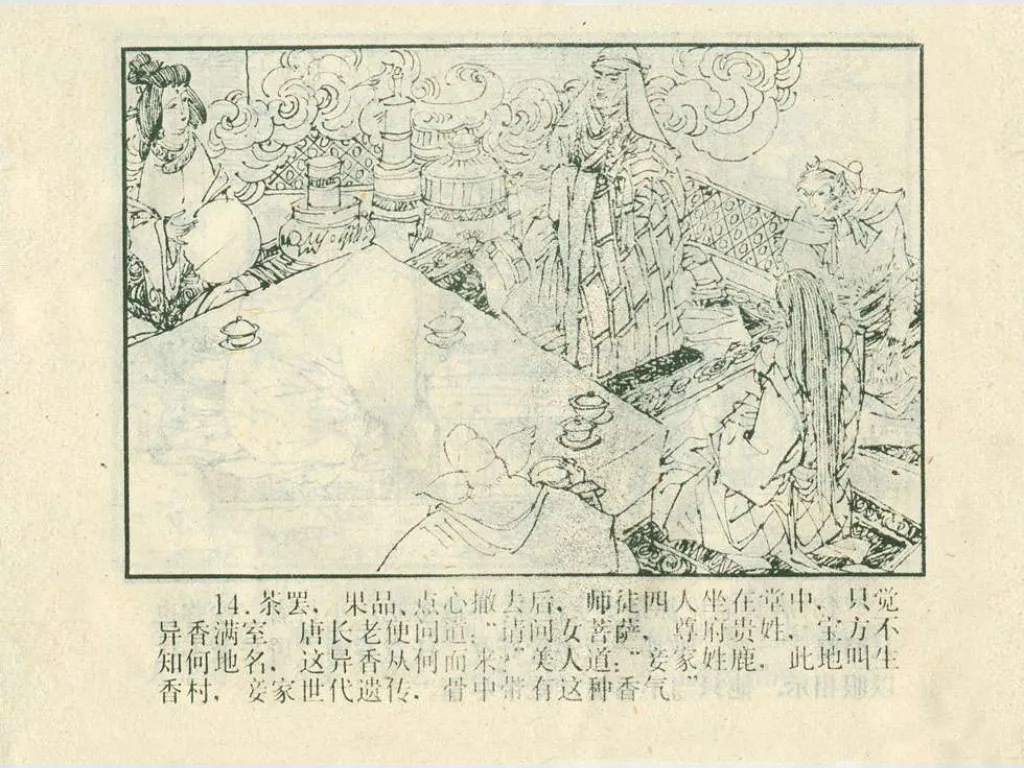 14.茶罢，果品、点心撤去后，师徒四人坐在堂中，只觉
异香满室。唐长老便问道：“请问女菩萨，尊府贵姓，宝方不
知何地名，这异香从何而来？”美人道：“妾家姓鹿，此地叫生
香村，妾家世代遗传，骨中带有这种香气。”